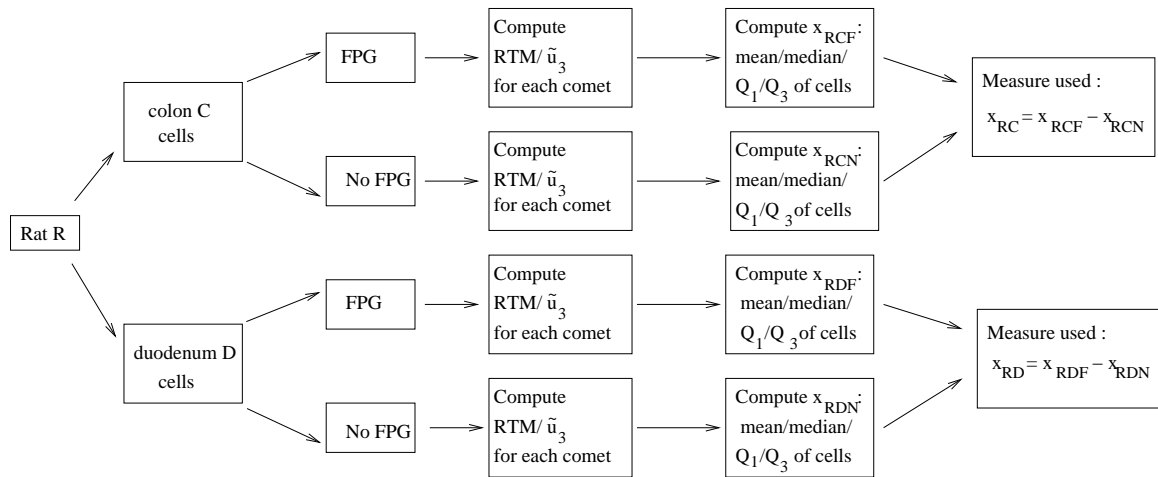 Rat R
colon C
cells
duodenum D
cells
FPG
No FPG
FPG
No FPG
Compute
RTM/ ũ3
for each comet
Compute
RTM/ ũ3
for each comet
Compute
RTM/ ũ3
for each comet
Compute
RTM/ ũ3
for each comet
Compute xRCF:
mean/median/
Q1/Q3 of cells
Compute xRCN:
mean/median/
Q1/Q3 of cells
Compute xRDF:
mean/median/
Q1/Q3 of cells
Compute xRDN:
mean/median/
Q1/Q3 of cells
Measure used :
xRC = xRCF − xRCN
Measure used :
xRD = xRDF − xRDN